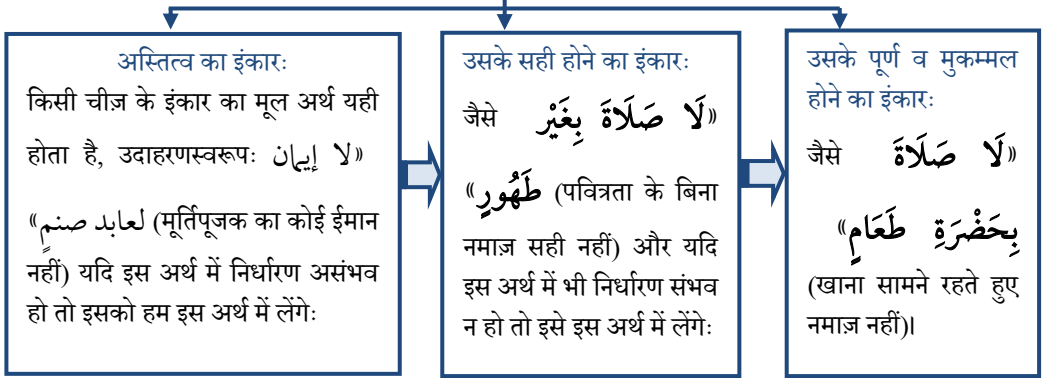 अस्तित्व का इंकारः
किसी चीज़ के इंकार का मूल अर्थ यही
होता है, उदाहरणस्वरूपः «لا إيمان
لعابد صنمٍ» (मूर्तिपूजक का कोई ईमान
नहीं) यदि इस अर्थ में निर्धारण असंभव
हो तो इसको हम इस अर्थ में लेंगेः
उसके सही होने का इंकारः
जैसे «لَا صَلَاةَ بِغَيْرِ
طَهُورٍ» (पवित्रता के बिना
नमाज़ सही नहीं) और यदि
इस अर्थ में भी निर्धारण संभव
न हो तो इसे इस अर्थ में लेंगेः
उसके पूर्ण व मुकम्मल
होने का इंकारः
जैसे «لَا صَلَاةَ
بِحَضْرَةِ طَعَامٍ»
(खाना सामने रहते हुए
नमाज़ नहीं)।